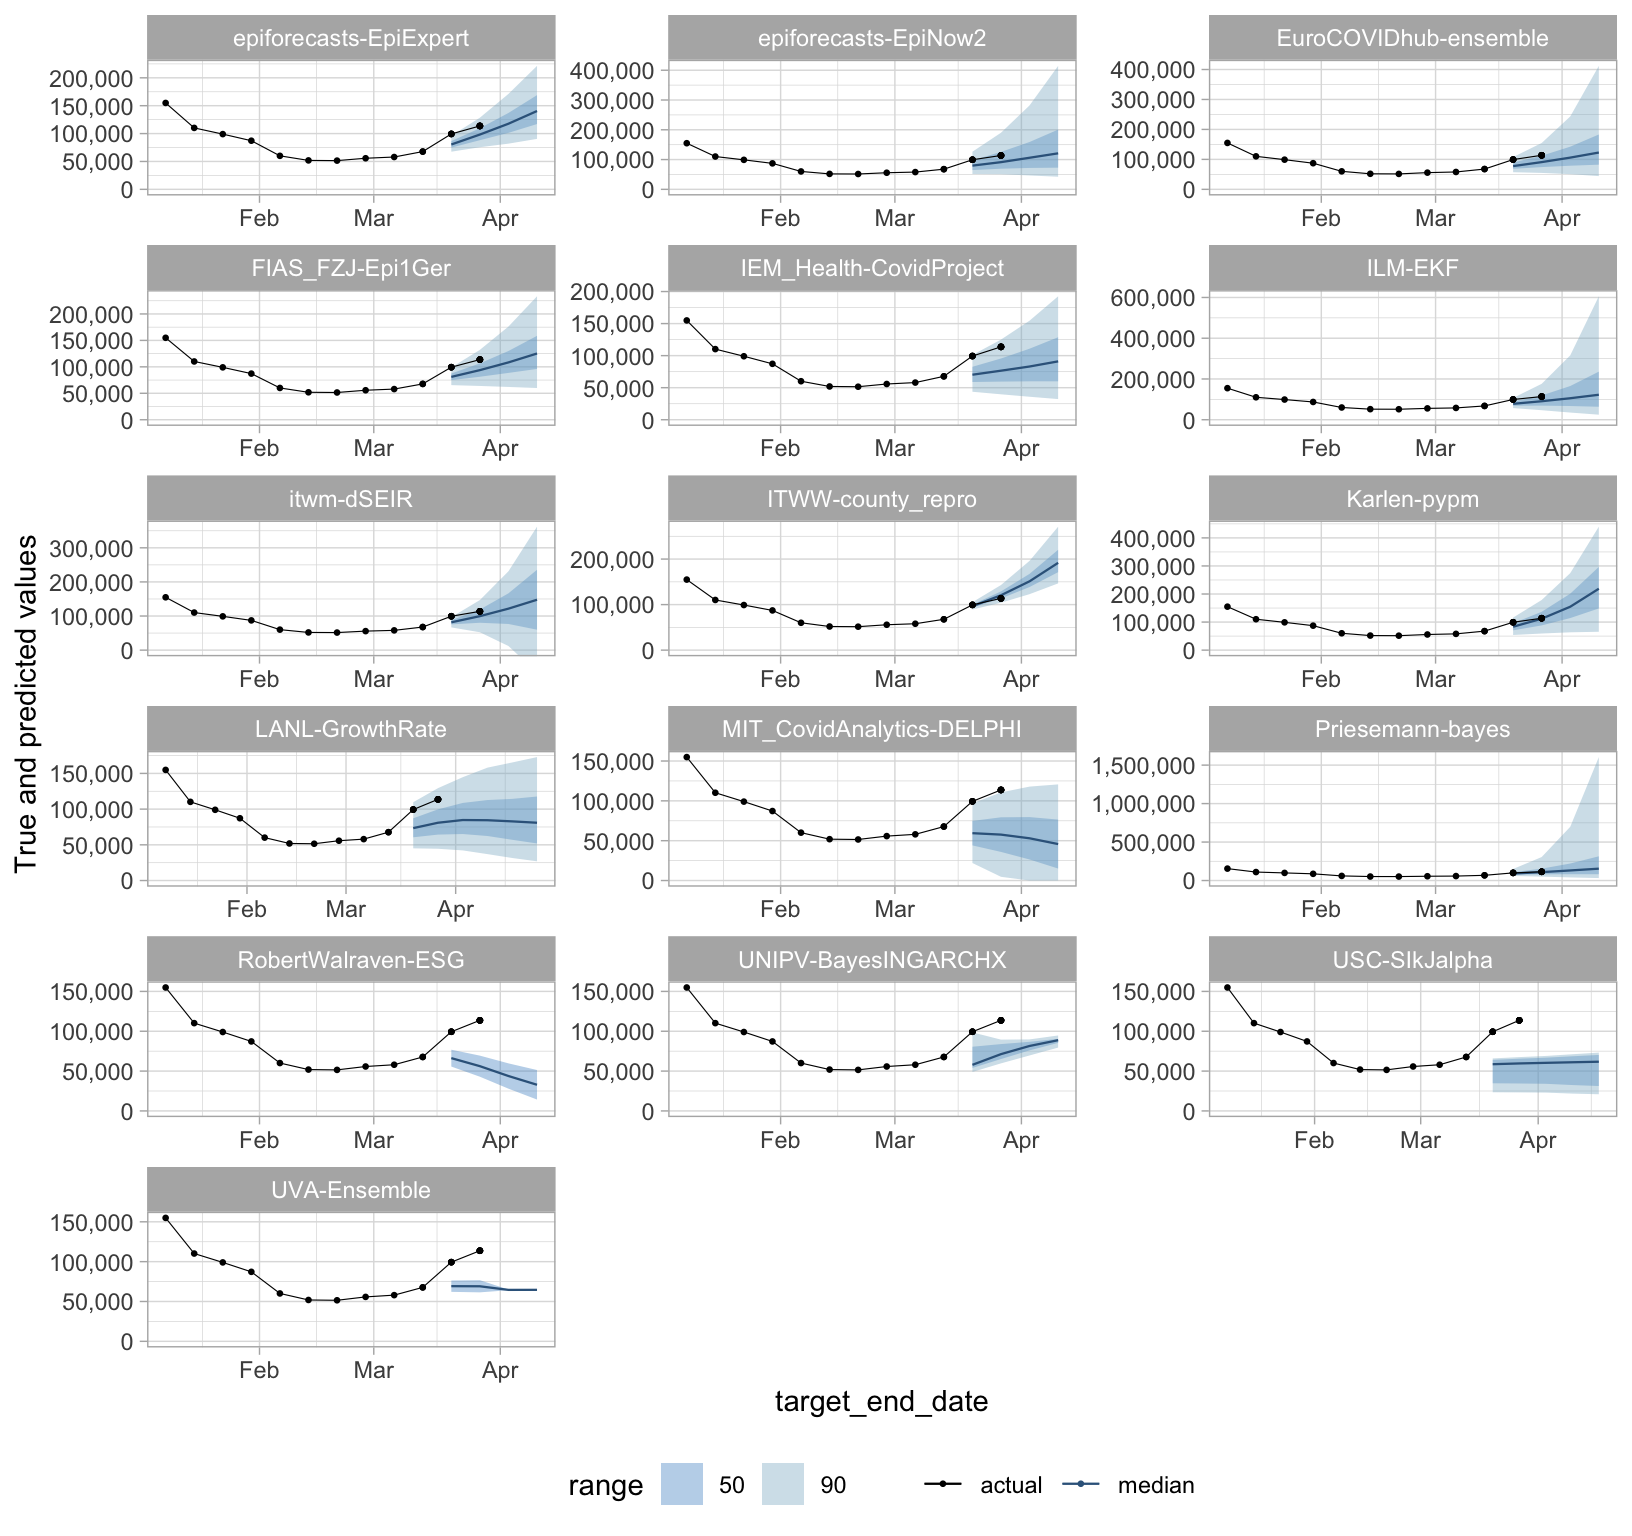 epiforecasts-EpiExpert
epiforecasts-EpiNow2
EuroCOVIDhub-ensemble
200,000
150,000
100,000
50,000
0
Feb Mar Apr
400,000
300,000
200,000
100,000
0
Feb Mar Apr
400,000
300,000
200,000
100,000
0
Feb Mar Apr
FIAS_FZJ-Epi1Ger
IEM_Health-CovidProject
ILM-EKF
200,000
150,000
100,000
50,000
0
Feb Mar Apr
200,000
150,000
100,000
50,000
0
Feb Mar Apr
600,000
400,000
200,000
0
Feb Mar Apr
True and predicted values
itwm-dSEIR
ITWW-county_repro
Karlen-pypm
300,000
200,000
100,000
0
Feb Mar Apr
200,000
100,000
0
Feb Mar Apr
400,000
300,000
200,000
100,000
0
Feb Mar Apr
LANL-GrowthRate
MIT_CovidAnalytics-DELPHI
Priesemann-bayes
150,000
100,000
50,000
0
Feb Mar Apr
150,000
100,000
50,000
0
Feb Mar Apr
1,500,000
1,000,000
500,000
0
Feb Mar Apr
RobertWalraven-ESG
UNIPV-BayesINGARCHX
USC-SIkJalpha
150,000
100,000
50,000
0
Feb Mar Apr
150,000
100,000
50,000
0
Feb Mar Apr
150,000
100,000
50,000
0
Feb Mar Apr
UVA-Ensemble
150,000
100,000
50,000
0
Feb Mar Apr
target_end_date
range 50 90 actual median